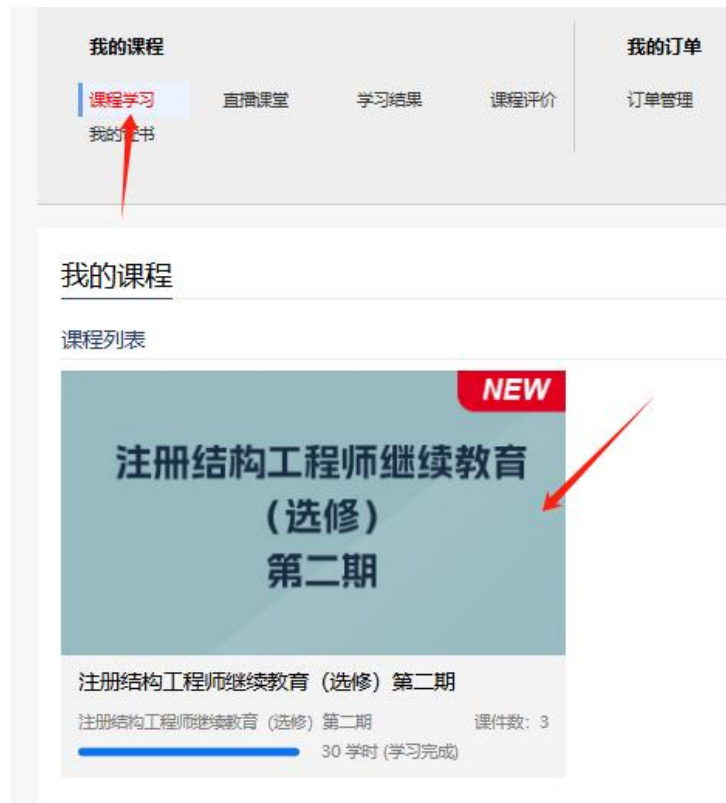 我的课程 我的订单
课程学习 直播课堂 学习结果 课程评价 订单管理
我的证书
我的课程
课程列表
NEW
注册结构工程师继续教育
（选修）
第二期
注册结构工程师继续教育（选修）第二期
注册结构工程师继续教育（选修）第二期 课件数：3
30 学时 (学习完成)